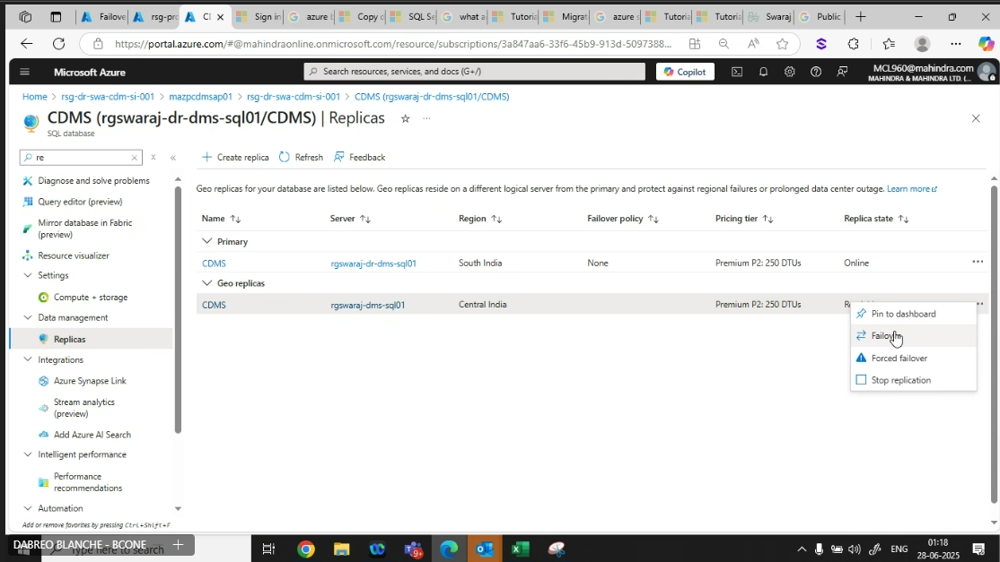 Failove
rsg-pro
Cl
Sign in
azure b
Copy d
SQL Se
what a
Tutoria
Migrat
azure s
Tutoria
Tutoria
Swaraj
Public
https://portal.azure.com/#@mahindraonline.onmicrosoft.com/resource/subscriptions/3a847aa6-33f6-45b9-913d-5097388...
Microsoft Azure
Search resources, services, and docs (G+/)
Copilot
MCL960@mahindra.com
MAHINDRA & MAHINDRA LTD. (...
Home > rsg-dr-swa-cdm-si-001 > mazpcdmsap01 > rsg-dr-swa-cdm-si-001 > CDMS (rgswaraj-dr-dms-sql01/CDMS)
CDMS (rgswaraj-dr-dms-sql01/CDMS) | Replicas
SQL database
re
Create replica
Refresh
Feedback
Diagnose and solve problems
Query editor (preview)
Mirror database in Fabric
(preview)
Resource visualizer
Settings
Compute + storage
Data management
Replicas
Integrations
Azure Synapse Link
Stream analytics
(preview)
Add Azure AI Search
Intelligent performance
Performance
recommendations
Automation
Add or remove favorites by pressing Ctrl+Shift+F
Geo replicas for your database are listed below. Geo replicas reside on a different logical server from the primary and protect against regional failures or prolonged data center outage. Learn more
Name Server Region Failover policy Pricing tier Replica state
Primary
CDMS rgswaraj-dr-dms-sql01 South India None Premium P2: 250 DTUs Online
Geo replicas
CDMS rgswaraj-dms-sql01 Central India Premium P2: 250 DTUs
Pin to dashboard
Failover
Forced failover
Stop replication
DABREO BLANCHE - BCONE
Type here to search
ENG
01:18
28-06-2025